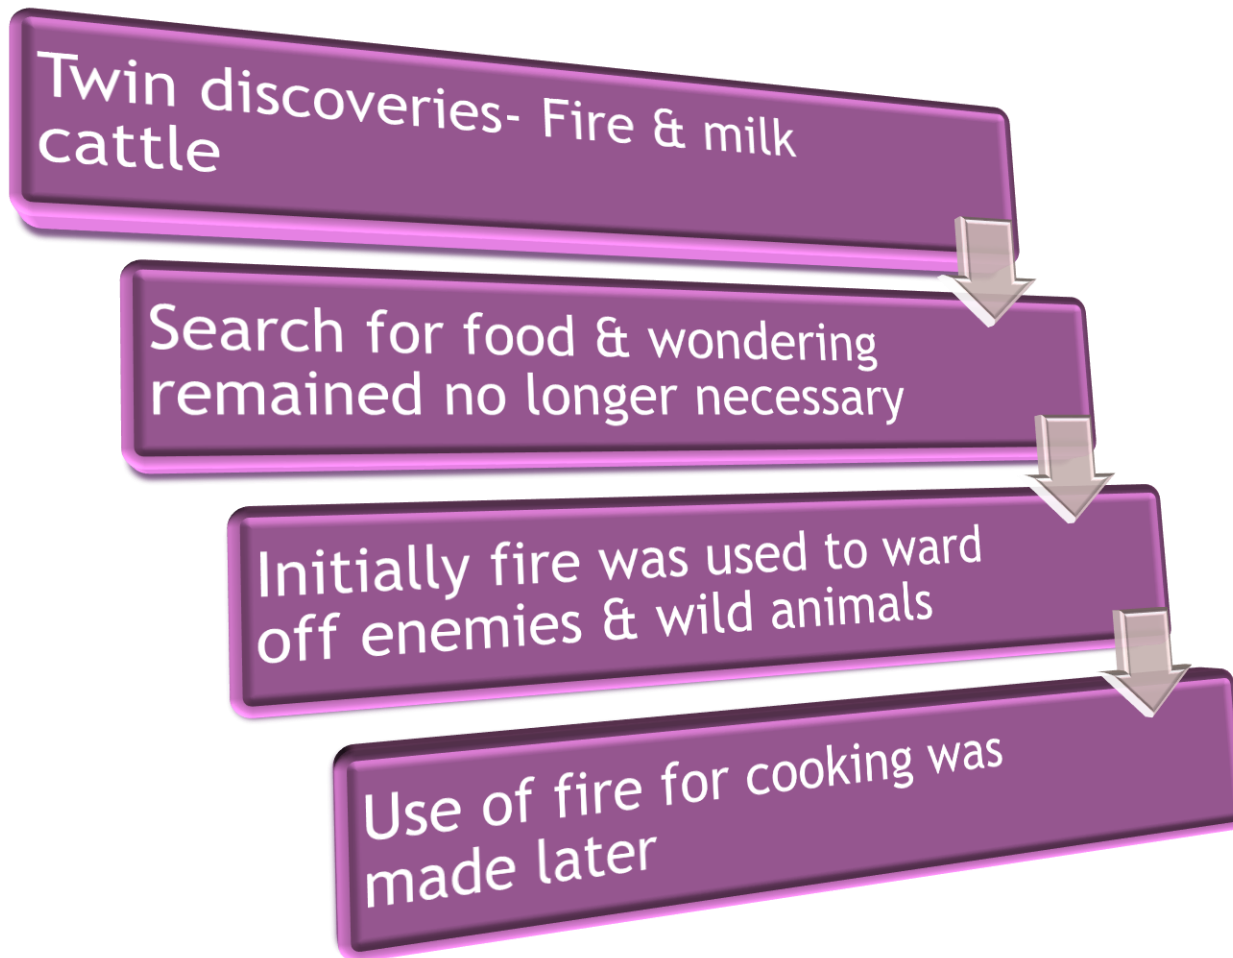 Twin discoveries- Fire & milk
cattle
Search for food & wondering
remained no longer necessary
Initially fire was used to ward
off enemies & wild animals
Use of fire for cooking was
made later